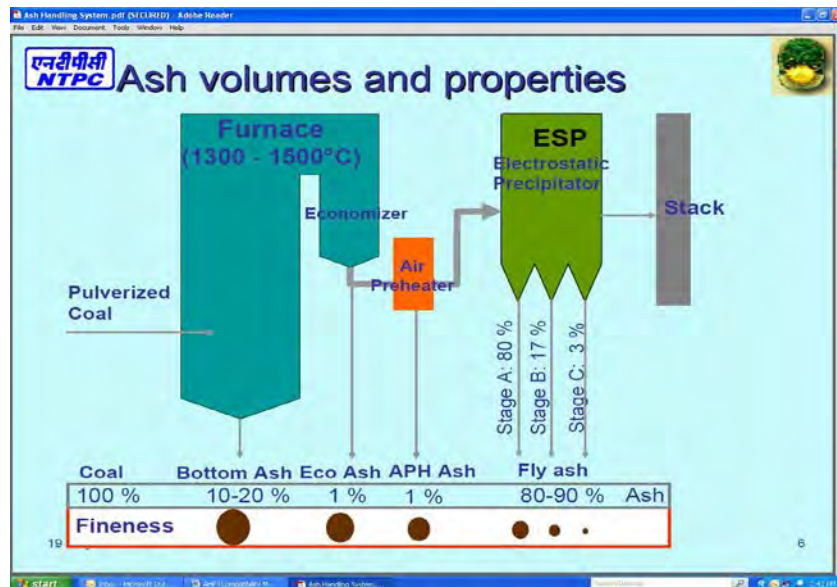 Ash Handling System.pdf (SECURED) - Adobe Reader
File Edit View Document Tools Window Help
एनटीपीसी
NTPC
Ash volumes and properties
Furnace
(1300 - 1500°C)
ESP
Electrostatic
Precipitator
Economizer
Stack
Air
Preheater
Pulverized
Coal
Stage A: 80 %
Stage B: 17 %
Stage C: 3 %
Coal Bottom Ash Eco Ash APH Ash Fly ash
100 % 10-20 % 1 % 1 % 80-90 % Ash
Fineness
19
6
start
Ash Handling System...